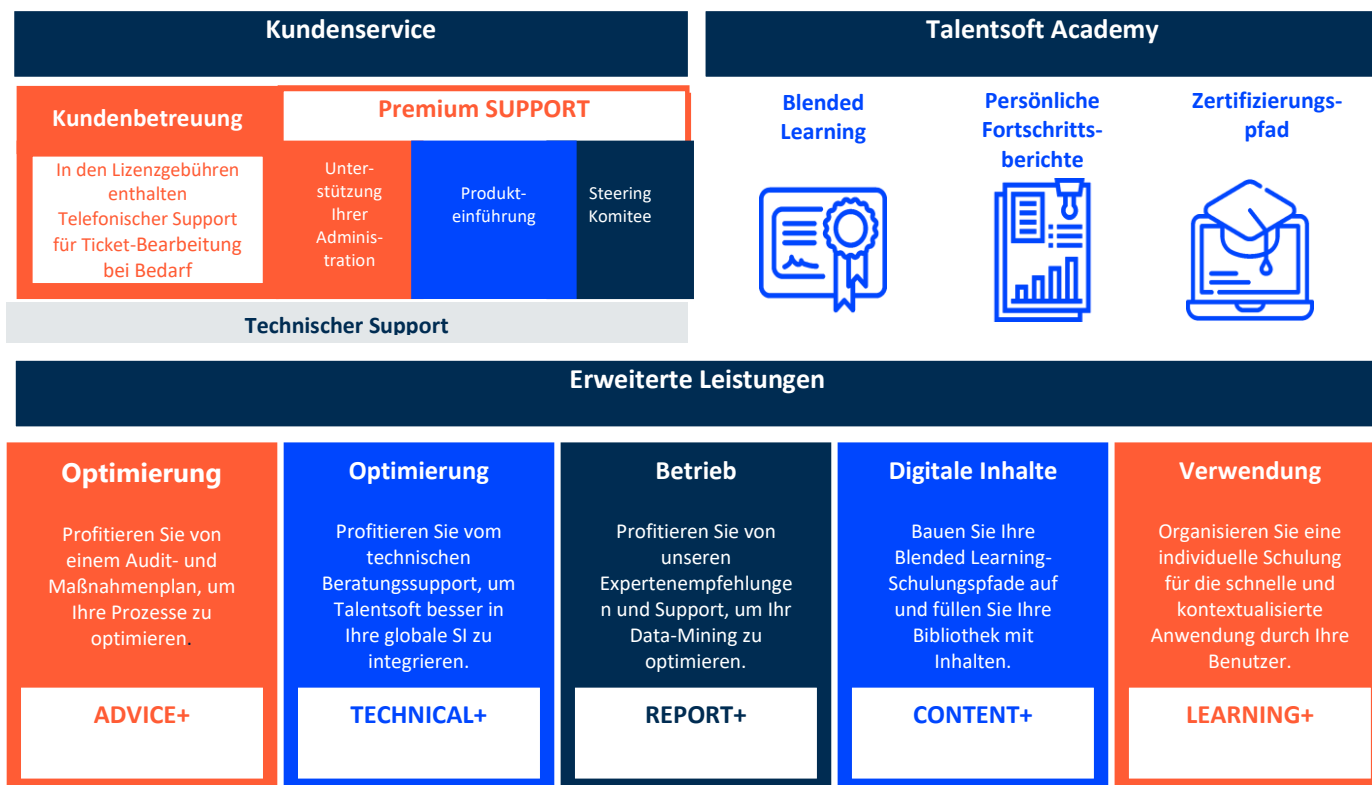 Kundenservice
Talentsoft Academy
Kundenbetreuung
In den Lizenzgebühren
enthalten
Telefonischer Support
für Ticket-Bearbeitung
bei Bedarf
Premium SUPPORT
Unter-
stützung
Ihrer
Adminis-
tration
Produkt-
einführung
Steering
Komitee
Technischer Support
Blended
Learning
Persönliche
Fortschritts-
berichte
Zertifizierungs-
pfad
Erweiterte Leistungen
Optimierung
Profitieren Sie von
einem Audit- und
Maßnahmenplan, um
Ihre Prozesse zu
optimieren.
ADVICE+
Optimierung
Profitieren Sie vom
technischen
Beratungssupport, um
Talentsoft besser in
Ihre globale SI zu
integrieren.
TECHNICAL+
Betrieb
Profitieren Sie von
unseren
Expertenempfehlunge
n und Support, um Ihr
Data-Mining zu
optimieren.
REPORT+
Digitale Inhalte
Bauen Sie Ihre
Blended Learning-
Schulungspfade auf
und füllen Sie Ihre
Bibliothek mit
Inhalten.
CONTENT+
Verwendung
Organisieren Sie eine
individuelle Schulung
für die schnelle und
kontextualisierte
Anwendung durch Ihre
Benutzer.
LEARNING+